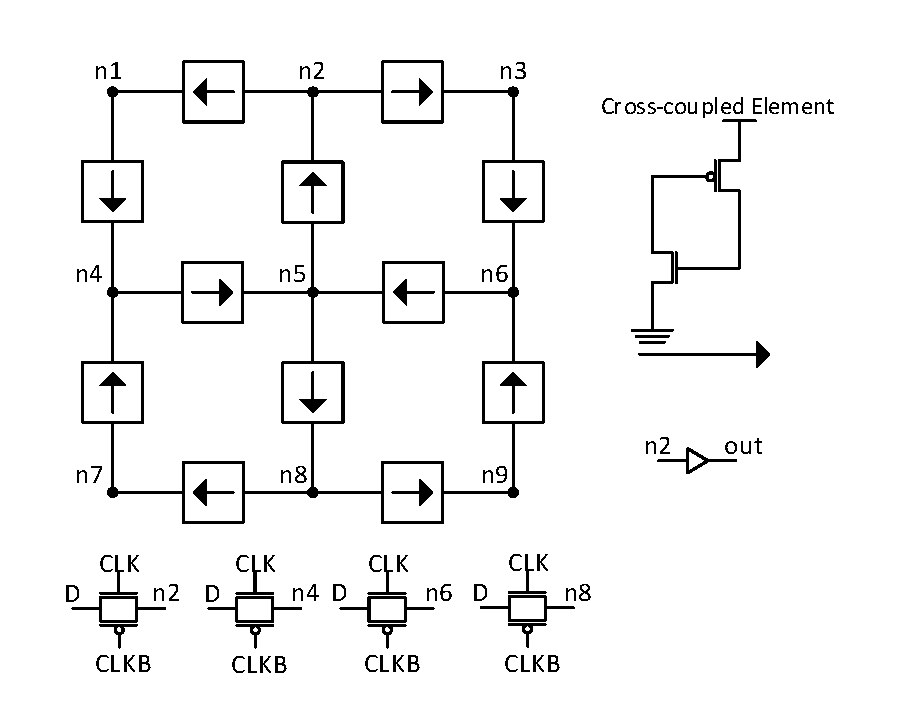 n1 n2 n3
Cross-coupled Element
n4 n5 n6
n2 out
n7 n8 n9
CLK CLK CLK CLK
D n2 D n4 D n6 D n8
CLKB CLKB CLKB CLKB